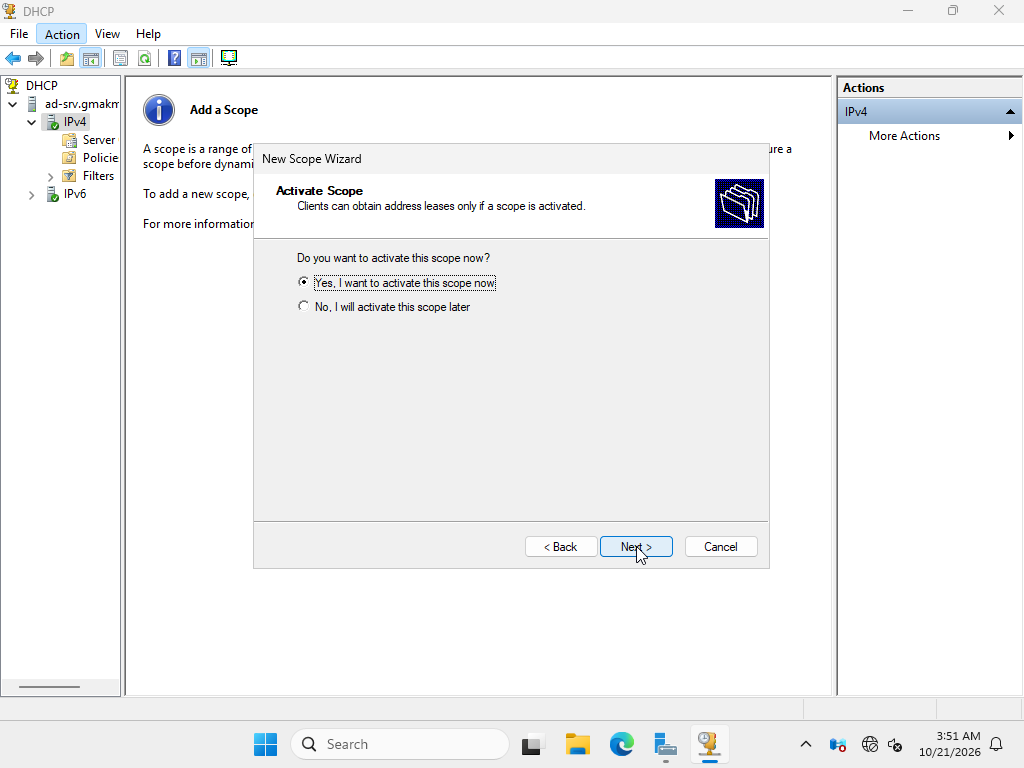 DHCP
File Action View Help
DHCP
ad-srv.gmakm
IPv4
Server
Policie
Filters
IPv6
Add a Scope
A scope is a range of
ure a
scope before dynami
To add a new scope,
For more information
New Scope Wizard
Activate Scope
Clients can obtain address leases only if a scope is activated.
Do you want to activate this scope now?
Yes, I want to activate this scope now
No, I will activate this scope later
< Back
Next >
Cancel
Actions
IPv4
More Actions
Search
3:51 AM
10/21/2026